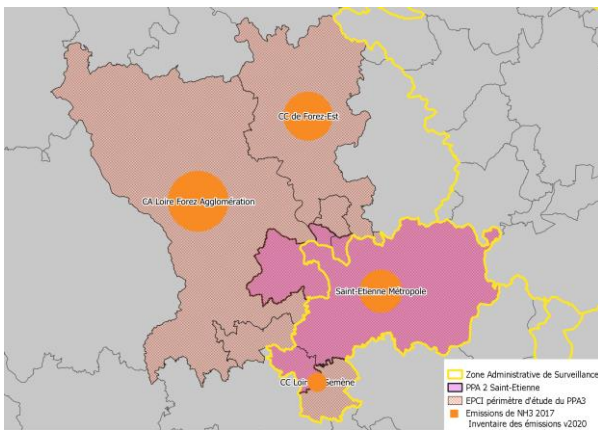 CC de Forez-Est
CA Loire Forez Agglomération
Saint-Etienne Métropole
CC Loire Semène
Zone Administrative de Surveillance
PPA 2 Saint-Etienne
EPCI périmètre d'étude du PPA3
Emissions de NH3 2017
Inventaire des émissions v2020